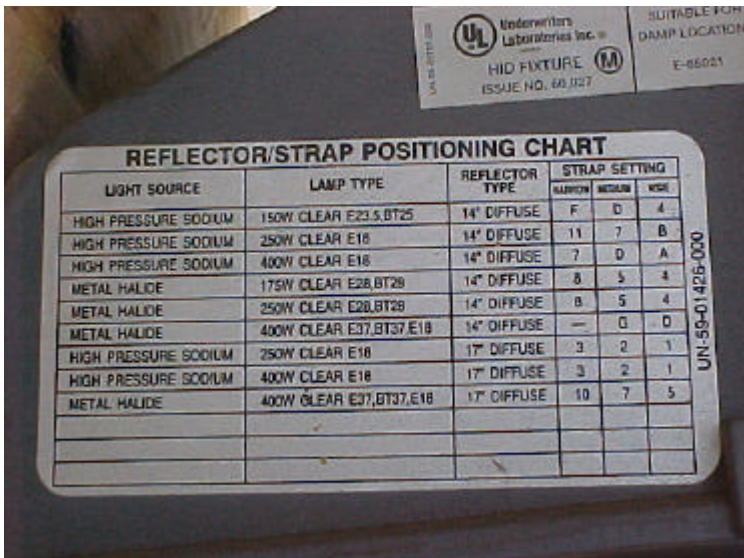 UL Underwriters
Laboratories Inc. ®
HID FIXTURE M
ISSUE NO.
SUITABLE FOR
DAMP LOCATION
E-65021
REFLECTOR/STRAP POSITIONING CHART
LIGHT SOURCE LAMP TYPE REFLECTOR TYPE STRAP SETTING
NARROW MEDIUM WIDE
HIGH PRESSURE SODIUM 150W CLEAR E23.5,BT25 14" DIFFUSE F D 4
HIGH PRESSURE SODIUM 250W CLEAR E18 14" DIFFUSE 11 7 B
HIGH PRESSURE SODIUM 400W CLEAR E18 14" DIFFUSE 7 D A
METAL HALIDE 175W CLEAR E28,BT28 14" DIFFUSE 8 5 4
METAL HALIDE 250W CLEAR E28,BT28 14" DIFFUSE 8 5 4
METAL HALIDE 400W CLEAR E37,BT37,E18 14" DIFFUSE — G D
HIGH PRESSURE SODIUM 250W CLEAR E18 17" DIFFUSE 3 2 1
HIGH PRESSURE SODIUM 400W CLEAR E18 17" DIFFUSE 3 2 1
METAL HALIDE 400W CLEAR E37,BT37,E18 17" DIFFUSE 10 7 5
UN-59-01426-000